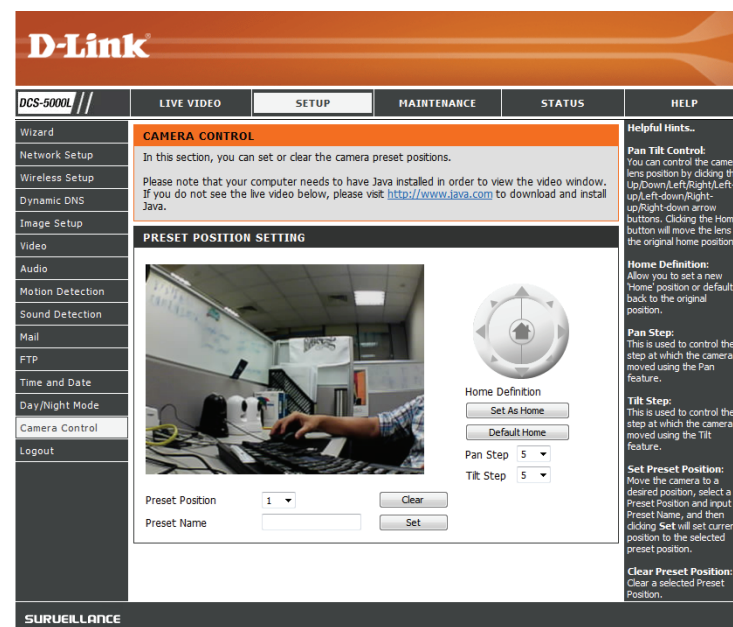 D-Link
DCS-5000L
LIVE VIDEO
SETUP
MAINTENANCE
STATUS
HELP
Wizard
Network Setup
Wireless Setup
Dynamic DNS
Image Setup
Video
Audio
Motion Detection
Sound Detection
Mail
FTP
Time and Date
Day/Night Mode
Camera Control
Logout
CAMERA CONTROL
In this section, you can set or clear the camera preset positions.
Please note that your computer needs to have Java installed in order to view the video window.
If you do not see the live video below, please visit http://www.java.com to download and install
Java.
PRESET POSITION SETTING
Home Definition
Set As Home
Default Home
Pan Step 5
Tilt Step 5
Preset Position 1 Clear
Preset Name Set
Helpful Hints..
Pan Tilt Control:
You can control the
lens position by clicking
Up/Down/Left/Right/Left-
up/Left-down/Right-
up/Right-down arrow
buttons. Clicking the
button will move the lens
the original home position
Home Definition:
Allow you to set a new
'Home' position or default
back to the original
position.
Pan Step:
This is used to control the
step at which the camera
moved using the Pan
feature.
Tilt Step:
This is used to control the
step at which the camera
moved using the Tilt
feature.
Set Preset Position:
Move the camera to a
desired position, select a
Preset Position and input
Preset Name, and then
clicking Set will set
position to the selected
preset position.
Clear Preset Position:
Clear a selected Preset
Position.
SURVEILLANCE